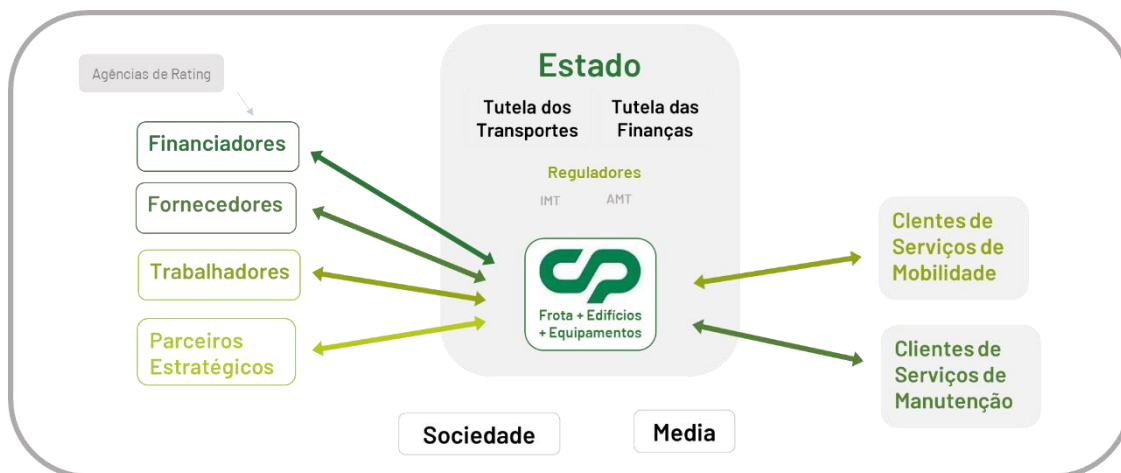 Agências de Rating
Financiadores
Fornecedores
Trabalhadores
Parceiros
Estratégicos
Estado
Tutela dos
Transportes
Tutela das
Finanças
Reguladores
IMT
AMT
CP
Frota + Edifícios
+ Equipamentos
Clentes de
Serviços de
Mobilidade
Clientes de
Serviços de
Manutenção
Sociedade
Media